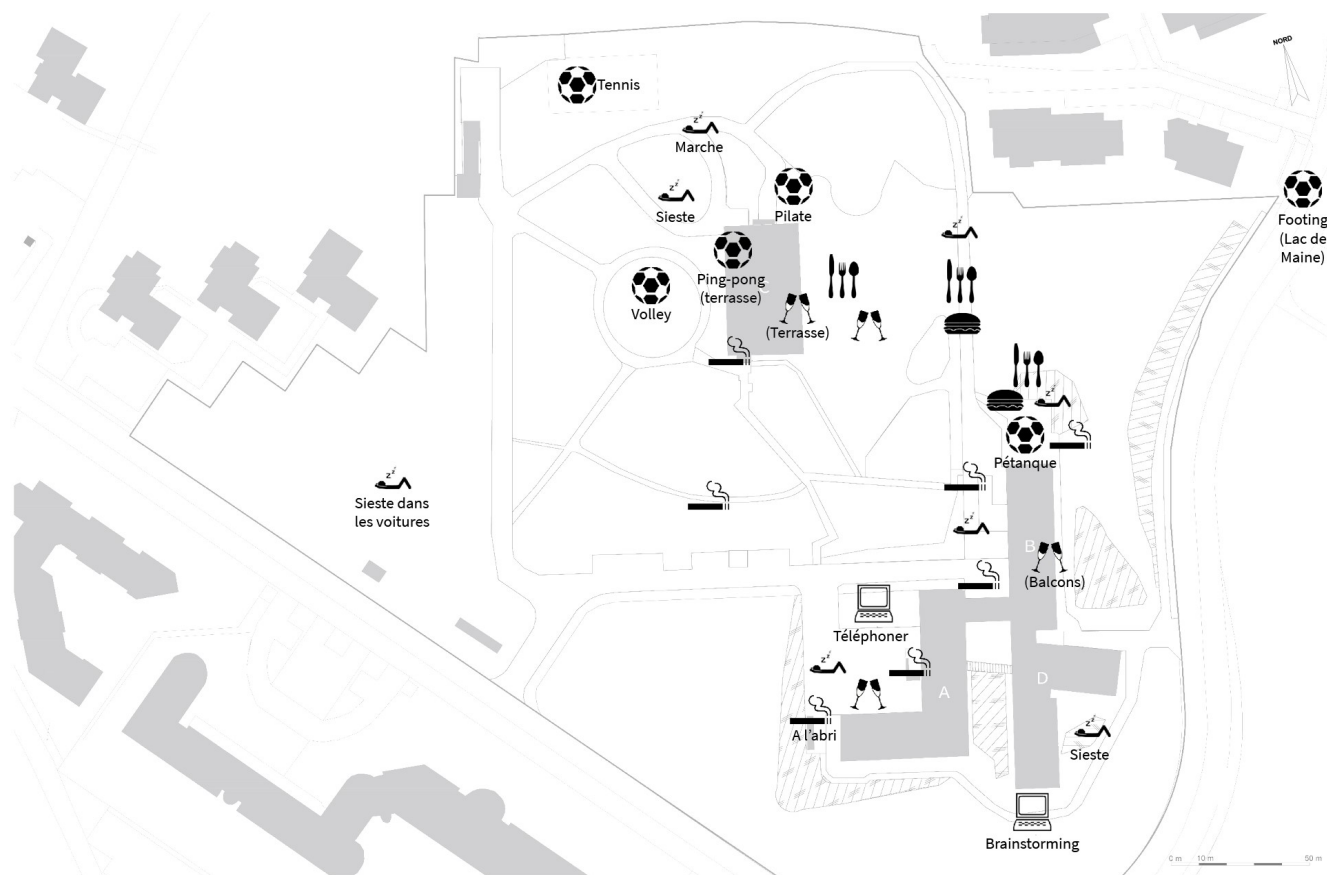 NORD
Tennis
Marche
Sieste
Pilate
Footing
(Lac de
Maine)
Ping-pong
(terrasse)
C
Volley
(Terrasse)
Pétanque
Sieste dans
les voitures
B
(Balcons)
Téléphoner
A
D
A l'abri
Sieste
Brainstorming
0 m 10 m 50 m